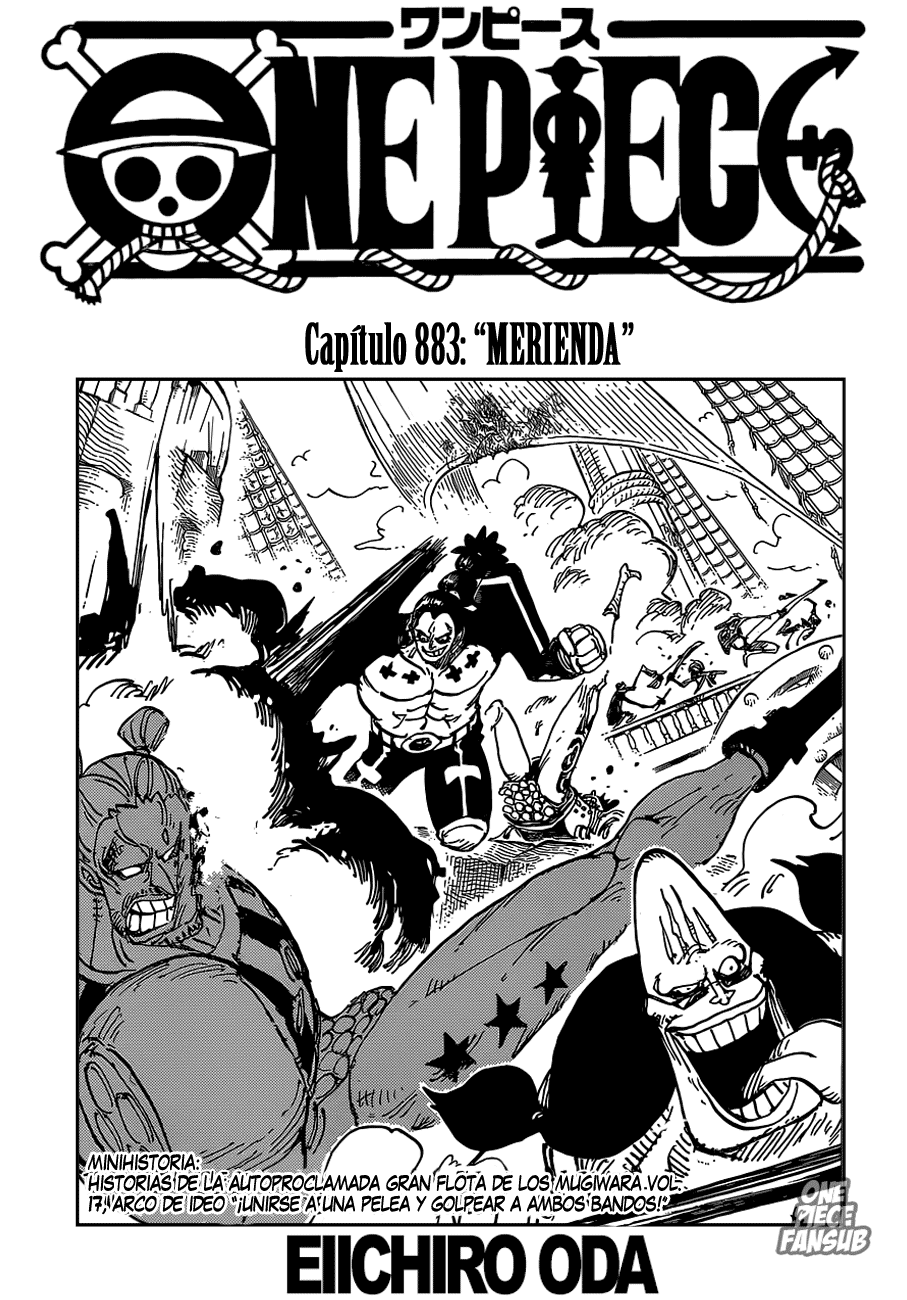 ワンピース
ONE PIECE
Capítulo 883: “MERIENDA”
MINIHISTORIA:
HISTORIAS DE LA AUTOPROCLAMADA GRAN FLOTA DE LOS MUGIWARA VOL.
17, ARCO DE IDEO “¡UNIRSE A UNA PELEA Y GOLPEAR A AMBOS BANDOS!”
ONE
PIECE
FANSUB
EIICHIRO ODA